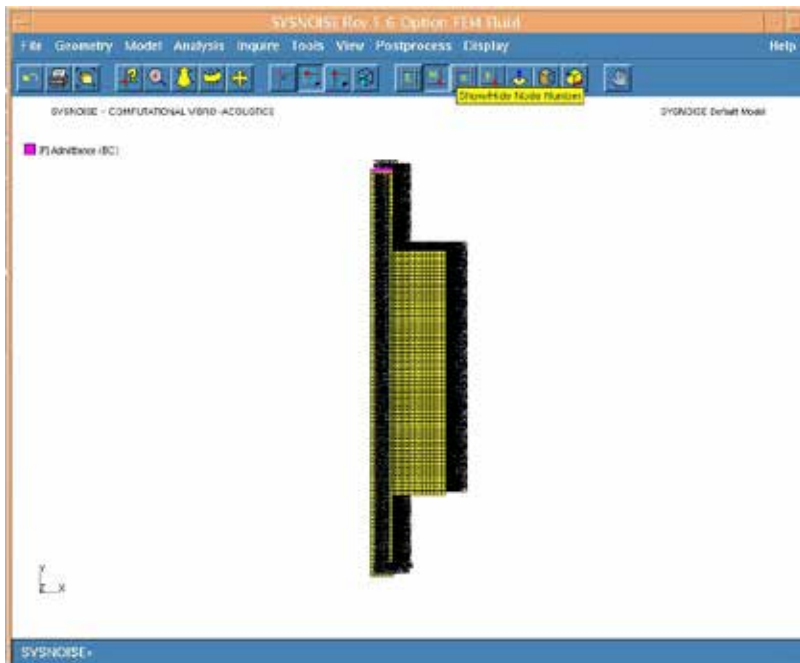 SYSNOISE Rev 5.6 Option FEM Fluid
File Geometry Model Analysis Inquire Tools View Postprocess Display Help
Show/Hide Node Number
SYSNOISE - COMPUTATIONAL VIBRO-ACOUSTICS
SYSNOISE Default Model
Admittance (BC)
Y
Z X
SYSNOISE>